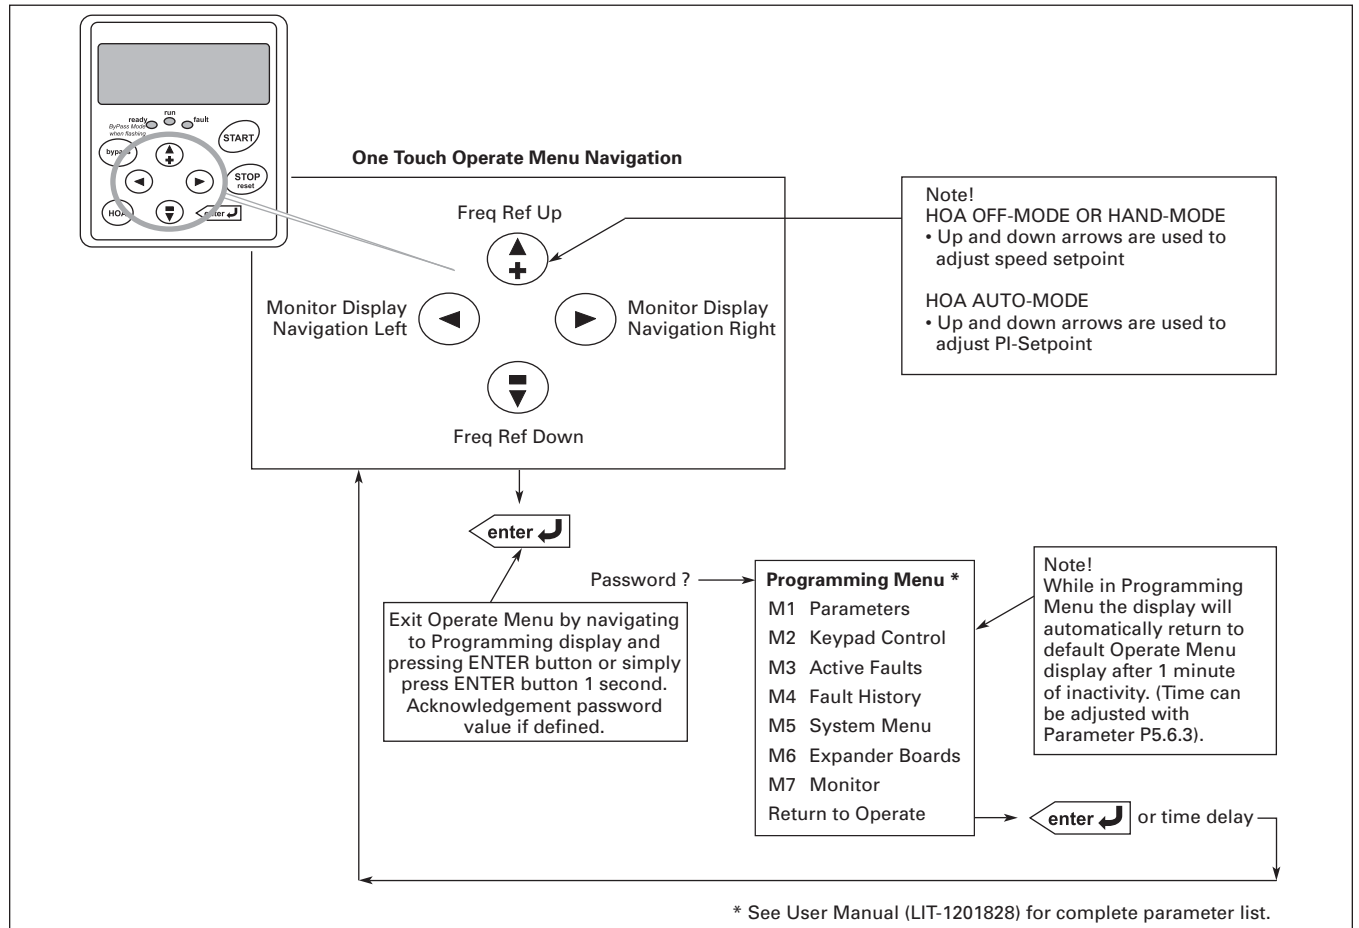 ready
run
fault
ByPass Mode
when flashing
START
STOP
reset
HOA
enter
One Touch Operate Menu Navigation
Freq Ref Up
Monitor Display
Navigation Left
Monitor Display
Navigation Right
Freq Ref Down
Note!
HOA OFF-MODE OR HAND-MODE
• Up and down arrows are used to
adjust speed setpoint
HOA AUTO-MODE
• Up and down arrows are used to
adjust PI-Setpoint
enter
Exit Operate Menu by navigating
to Programming display and
pressing ENTER button or simply
press ENTER button 1 second.
Acknowledgement password
value if defined.
Password ?
Programming Menu *
M1 Parameters
M2 Keypad Control
M3 Active Faults
M4 Fault History
M5 System Menu
M6 Expander Boards
M7 Monitor
Return to Operate
Note!
While in Programming
Menu the display will
automatically return to
default Operate Menu
display after 1 minute
of inactivity. (Time can
be adjusted with
Parameter P5.6.3).
enter
or time delay
* See User Manual (LIT-1201828) for complete parameter list.